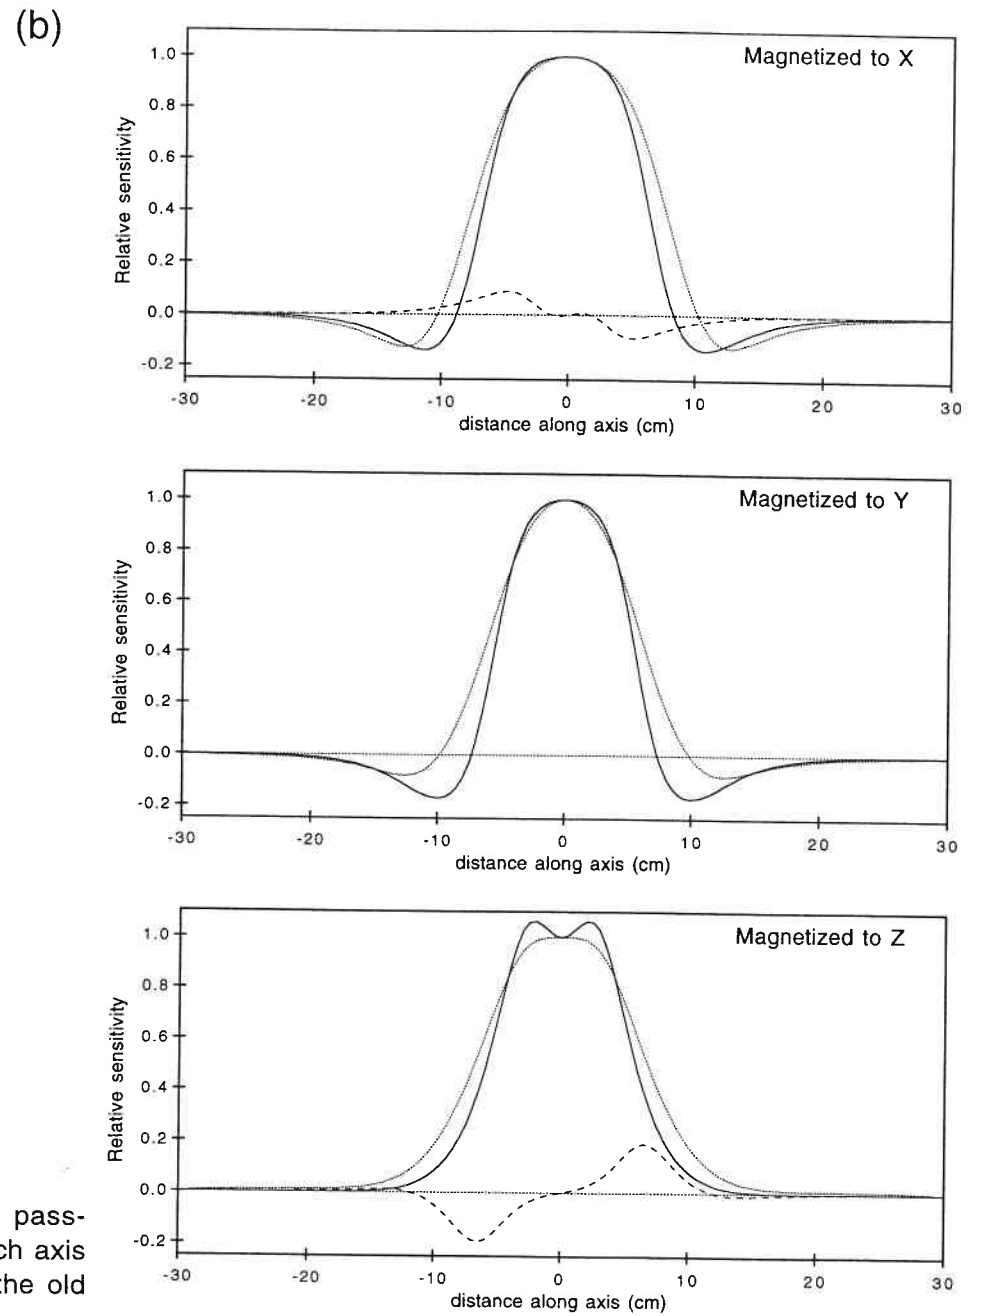 (b)
Magnetized to X
1.0
0.8
0.6
0.4
0.2
0.0
-0.2
Relative sensitivity
-30 -20 -10 0 10 20 30
distance along axis (cm)
Magnetized to Y
1.0
0.8
0.6
0.4
0.2
0.0
-0.2
Relative sensitivity
-30 -20 -10 0 10 20 30
distance along axis (cm)
Magnetized to Z
1.0
0.8
0.6
0.4
0.2
0.0
-0.2
Relative sensitivity
-30 -20 -10 0 10 20 30
distance along axis (cm)
pass-
ch axis
the old